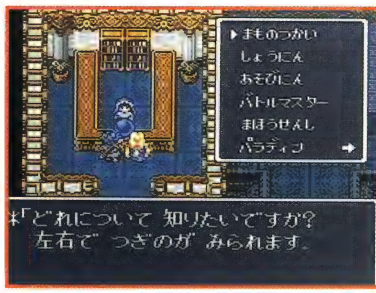 ▶まものつかい
しょうにん
あそびにん
バトルマスター
まほうせんし
パラディン →
*「どれについて 知りたいですか?
左右で つぎのが みられます。